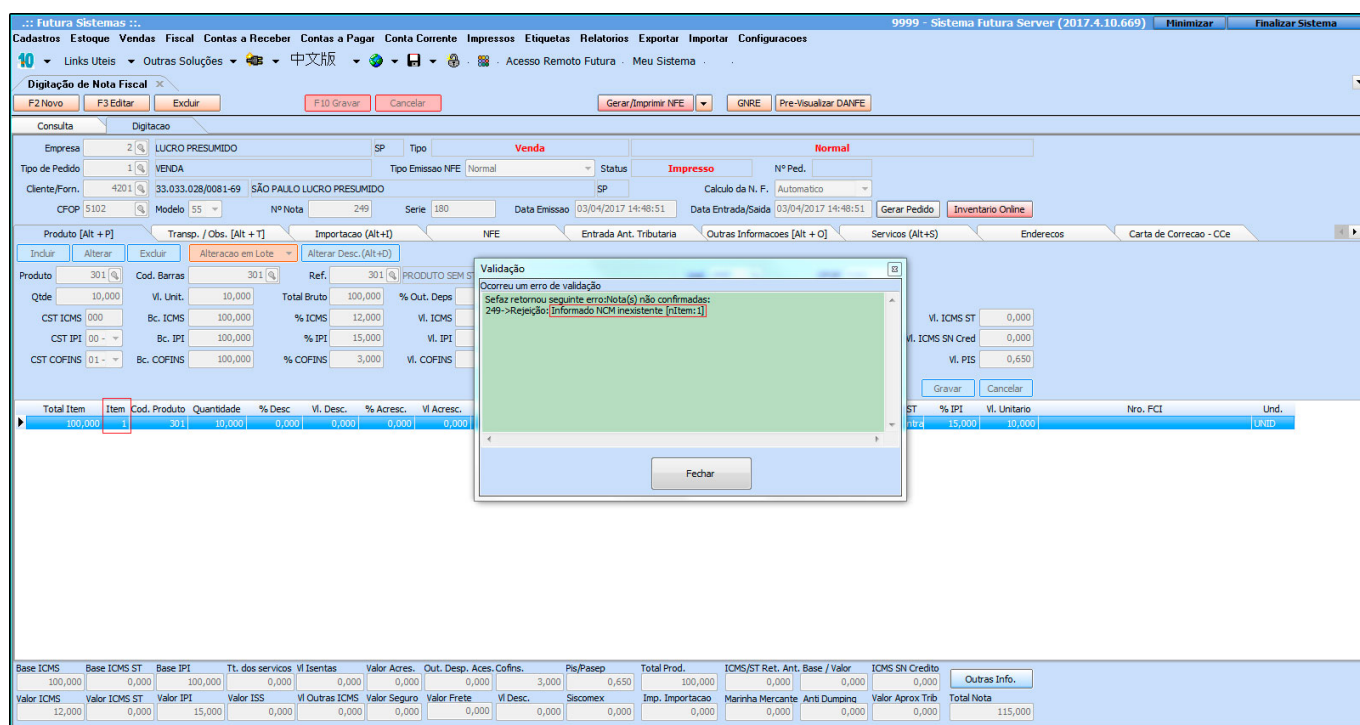 .:: Futura Sistemas ::. 9999 - Sistema Futura Server (2017.4.10.669) Minimizar Finalizar Sistema
Cadastros Estoque Vendas Fiscal Contas a Receber Contas a Pagar Conta Corrente Impressos Etiquetas Relatorios Exportar Importar Configuracoes
10 Links Uteis Outras Soluções 中文版 Acesso Remoto Futura Meu Sistema
Digitação de Nota Fiscal
F2 Novo F3 Editar Excluir F10 Gravar Cancelar Gerar/Imprimir NFE GNRE Pre-Visualizar DANFE
Consulta Digitacao
Empresa 2 LUCRO PRESUMIDO SP Tipo Venda Normal
Tipo de Pedido 1 VENDA Tipo Emissao NFE Normal Status Impresso Nº Ped.
Cliente/Forn. 4201 33.033.028/0081-69 SÃO PAULO LUCRO PRESUMIDO SP Calculo da N. F. Automatico
CFOP 5102 Modelo 55 Nº Nota 249 Serie 180 Data Emissao 03/04/2017 14:48:51 Data Entrada/Saida 03/04/2017 14:48:51 Gerar Pedido Inventario Online
Produto [Alt + P] Transp. / Obs. [Alt + T] Importacao (Alt+I) NFE Entrada Ant. Tributaria Outras Informacoes [Alt + O] Servicos (Alt+S) Enderecos Carta de Correcao - CCe
Incluir Alterar Excluir Alteracao em Lote Alterar Desc.(Alt+D)
Produto 301 Cod. Barras 301 Ref. 301 PRODUTO SEM
Qtde 10,000 Vl. Unit. 10,000 Total Bruto 100,000 % Out. Deps
CST ICMS 000 Bc. ICMS 100,000 % ICMS 12,000 Vl. ICMS Vl. ICMS ST 0,000
CST IPI 00 - Bc. IPI 100,000 % IPI 15,000 Vl. IPI Vl. ICMS SN Cred 0,000
CST COFINS 01 - Bc. COFINS 100,000 % COFINS 3,000 Vl. COFINS Vl. PIS 0,650
Gravar Cancelar
Validação
Ocorreu um erro de validação
Sefaz retornou seguinte erro:Nota(s) não confirmadas:
249->Rejeição: Informado NCM inexistente [nItem:1]
Fechar
Total Item Item Cod. Produto Quantidade % Desc Vl. Desc. % Acresc. Vl Acresc. ST % IPI Vl. Unitario Nro. FCI Und.
100,000 1 301 10,000 0,000 0,000 0,000 0,000 ntra 15,000 10,000 UNID
Base ICMS Base ICMS ST Base IPI Tt. dos servicos Vl Isentas Valor Acres. Out. Desp. Aces. Cofins. Pis/Pasep Total Prod. ICMS/ST Ret. Ant. Base / Valor ICMS SN Credito
100,000 0,000 100,000 0,000 0,000 0,000 0,000 3,000 0,650 100,000 0,000 0,000 0,000 Outras Info.
Valor ICMS Valor ICMS ST Valor IPI Valor ISS Vl Outras ICMS Valor Seguro Valor Frete Vl Desc. Siscomex Imp. Importacao Marinha Mercante Anti Dumping Valor Aprox Trib Total Nota
12,000 0,000 15,000 0,000 0,000 0,000 0,000 0,000 0,000 0,000 0,000 0,000 0,000 115,000